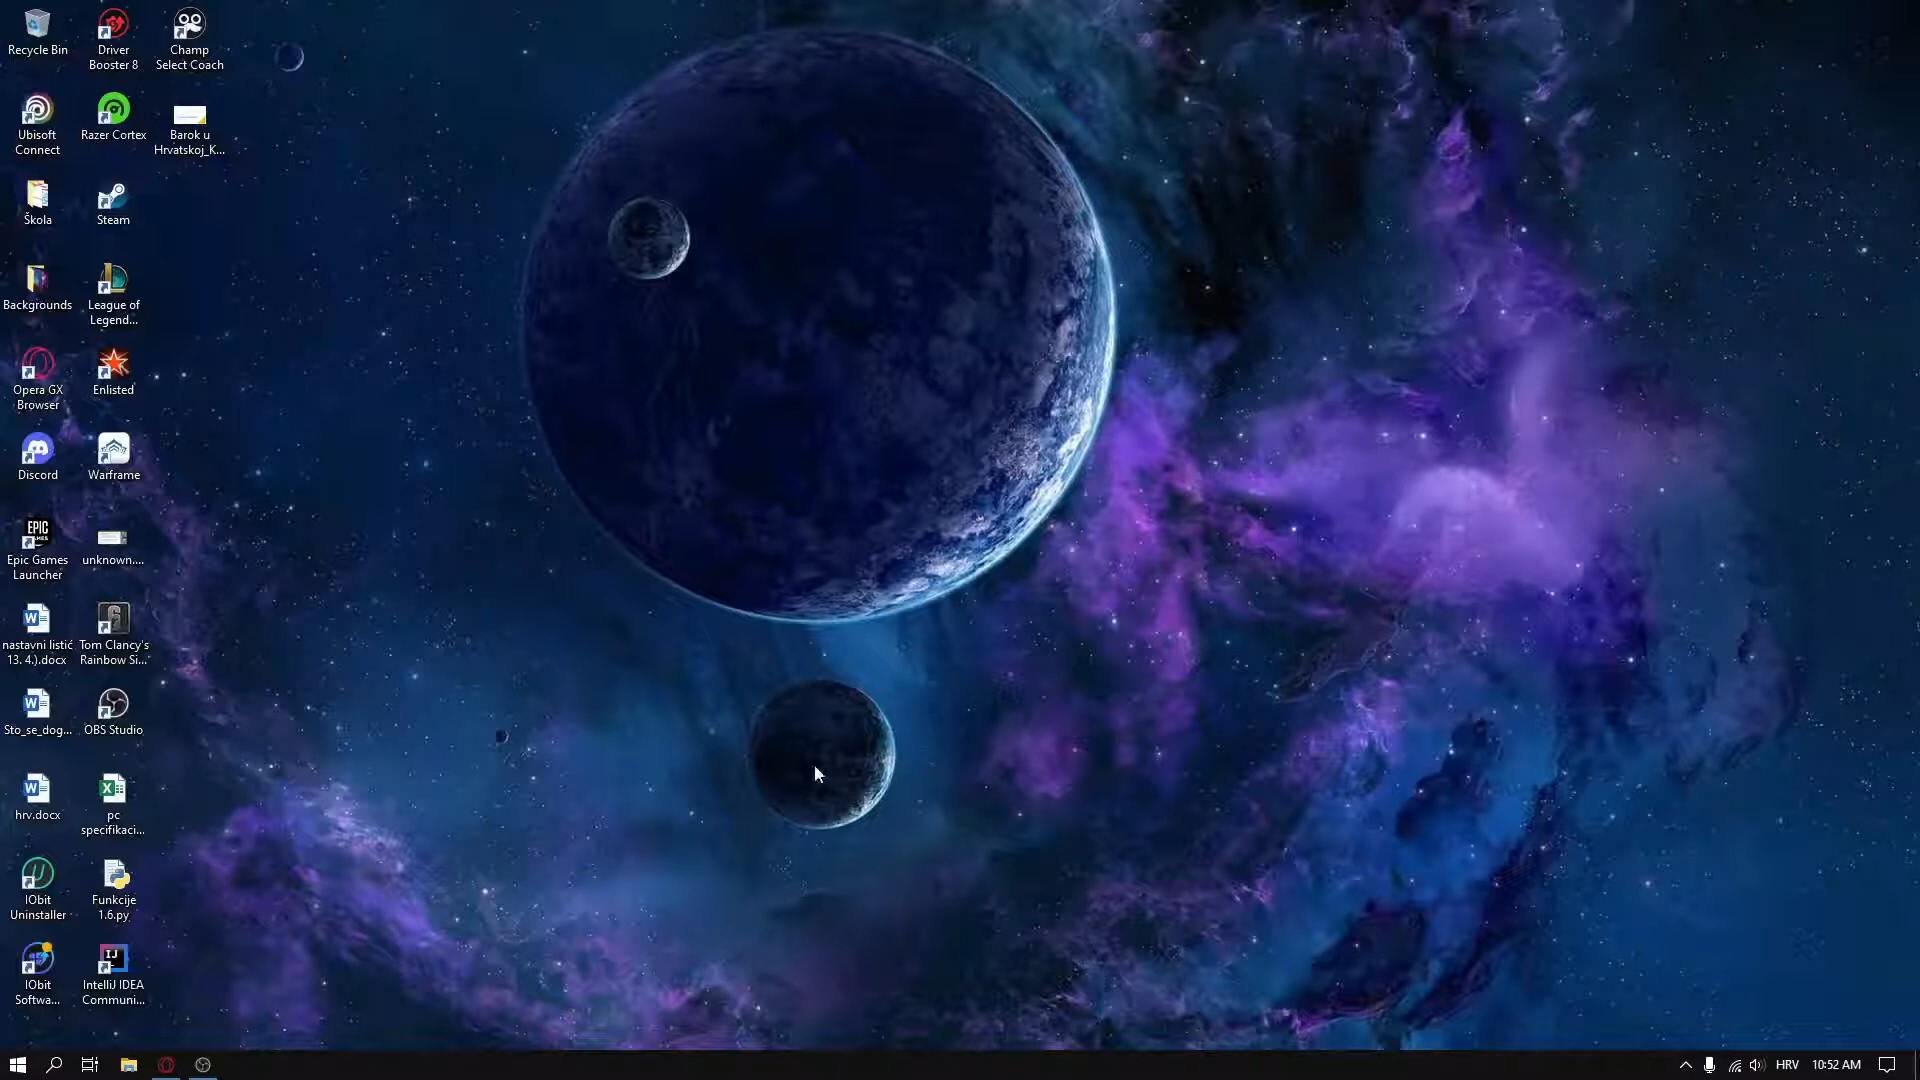 Recycle Bin
Driver
Booster 8
Champ
Select Coach
Ubisoft
Connect
Razer Cortex
Barok u
Hrvatskoj_K...
Škola
Steam
Backgrounds
League of
Legend...
Opera GX
Browser
Enlisted
Discord
Warframe
EPIC
GAMES
Epic Games
Launcher
unknown....
nastavni listić
13. 4.).docx
Tom Clancy's
Rainbow Si...
Sto_se_dog...
OBS Studio
hrv.docx
pc
specifikaci...
IObit
Uninstaller
Funkcije
1.6.py
IObit
Softwa...
IJ
IntelliJ IDEA
Communi...
HRV
10:52 AM